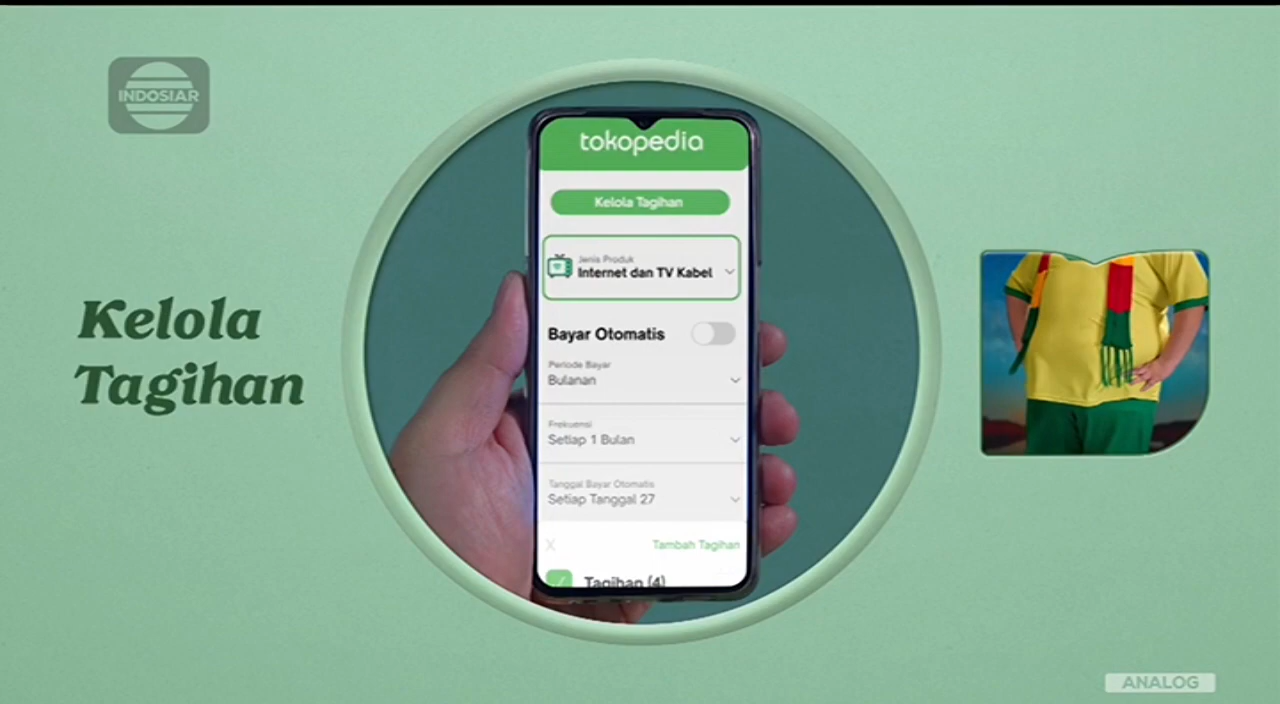 INDOSIAR
Kelola
Tagihan
tokopedia
Kelola Tagihan
Jenis Produk
Internet dan TV Kabel
Bayar Otomatis
Periode Bayar
Bulanan
Frekuensi
Setiap 1 Bulan
Tanggal Bayar Otomatis
Setiap Tanggal 27
X
Tambah Tagihan
Tagihan (4)
ANALOG